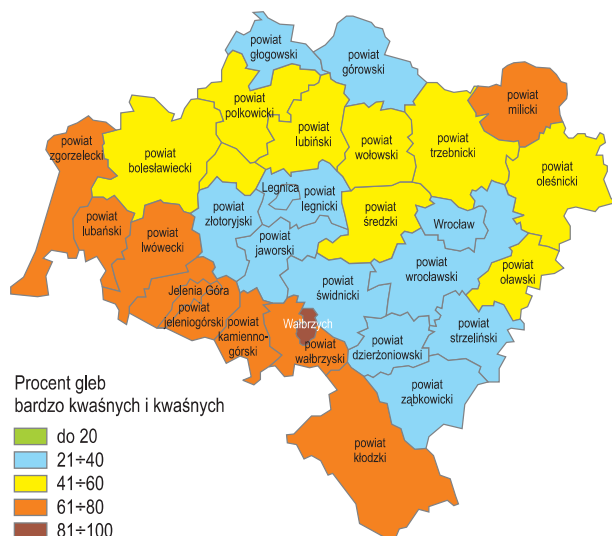 powiat
głogowski
powiat
górowski
powiat
milicki
powiat
polkowicki
powiat
lubiński
powiat
wołowski
powiat
trzebnicki
powiat
zgorzelecki
powiat
bolesławiecki
powiat
oleśnicki
Legnica
powiat
legnicki
powiat
złotoryjski
powiat
średzki
Wrocław
powiat
lubański
powiat
lwówecki
powiat
jaworski
powiat
wrocławski
powiat
oławski
Jelenia Góra
powiat
jeleniogórski
powiat
świdnicki
powiat
kamienno-
górski
Wałbrzych
powiat
wałbrzyski
powiat
dzierżoniowski
powiat
strzeliński
powiat
ząbkowicki
powiat
kłodzki
Procent gleb
bardzo kwaśnych i kwaśnych
do 20
21÷40
41÷60
61÷80
81÷100